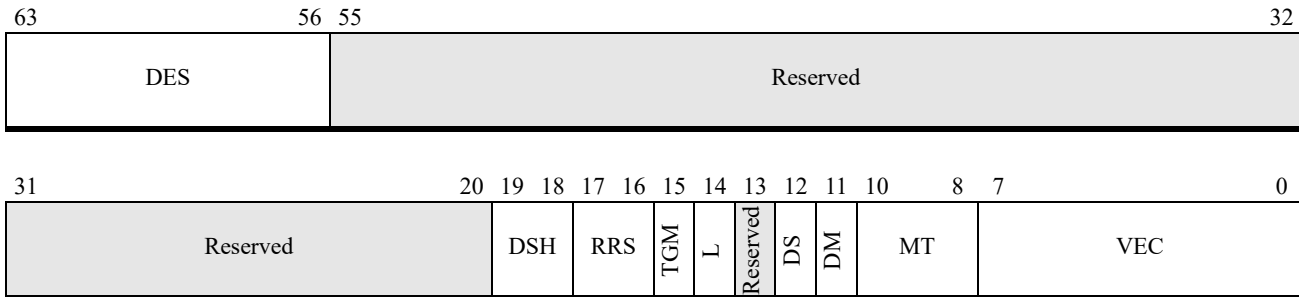 63 56 55 32
DES Reserved
31 20 19 18 17 16 15 14 13 12 11 10 8 7 0
Reserved DSH RRS TGM L Reserved DS DM MT VEC